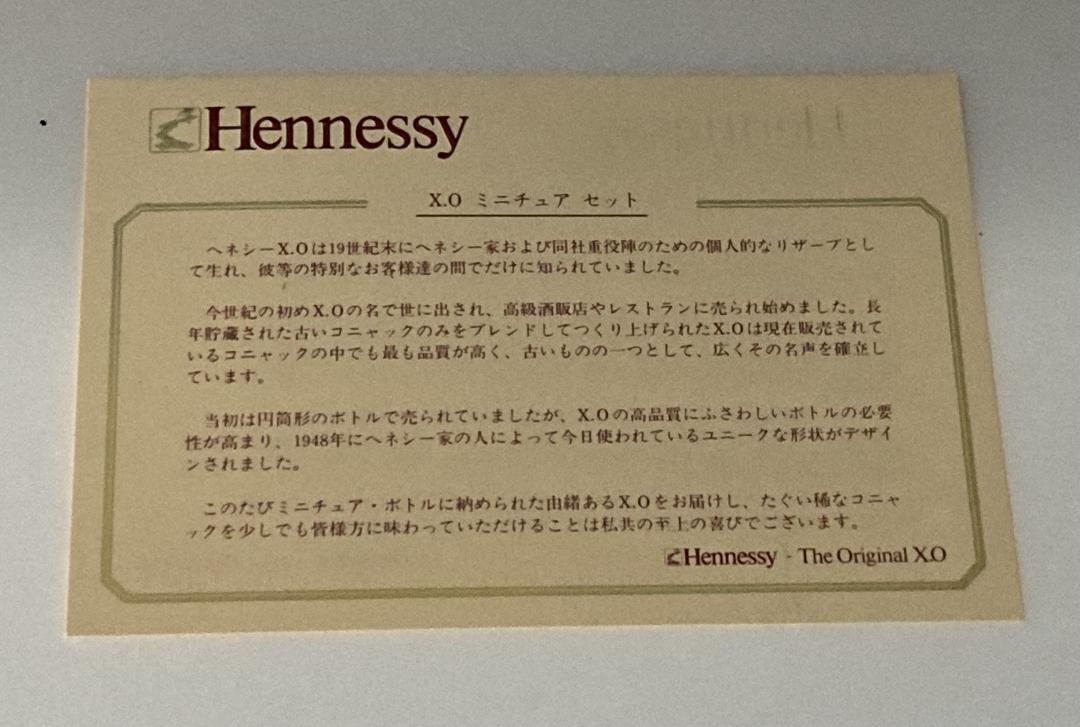 Hennessy
X.O ミニチュア セット
ヘネシーX.Oは19世紀末にヘネシー家および同社重役陣のための個人的なリザーブとし
て生れ、彼等の特別なお客様達の間でだけに知られていました。
今世紀の初めX.Oの名で世に出され、高級酒販店やレストランに売られ始めました。長
年貯蔵された古いコニャックのみをブレンドしてつくり上げられたX.Oは現在販売されて
いるコニャックの中でも最も品質が高く、古いものの一つとして、広くその名声を確立し
ています。
当初は円筒形のボトルで売られていましたが、X.Oの高品質にふさわしいボトルの必要
性が高まり、1948年にヘネシー家の人によって今日使われているユニークな形状がデザイ
ンされました。
このたびミニチュア・ボトルに納められた由緒あるX.Oをお届けし、たぐい稀なコニャ
ックを少しでも皆様方に味わっていただけることは私共の至上の喜びでございます。
Hennessy - The Original X.O